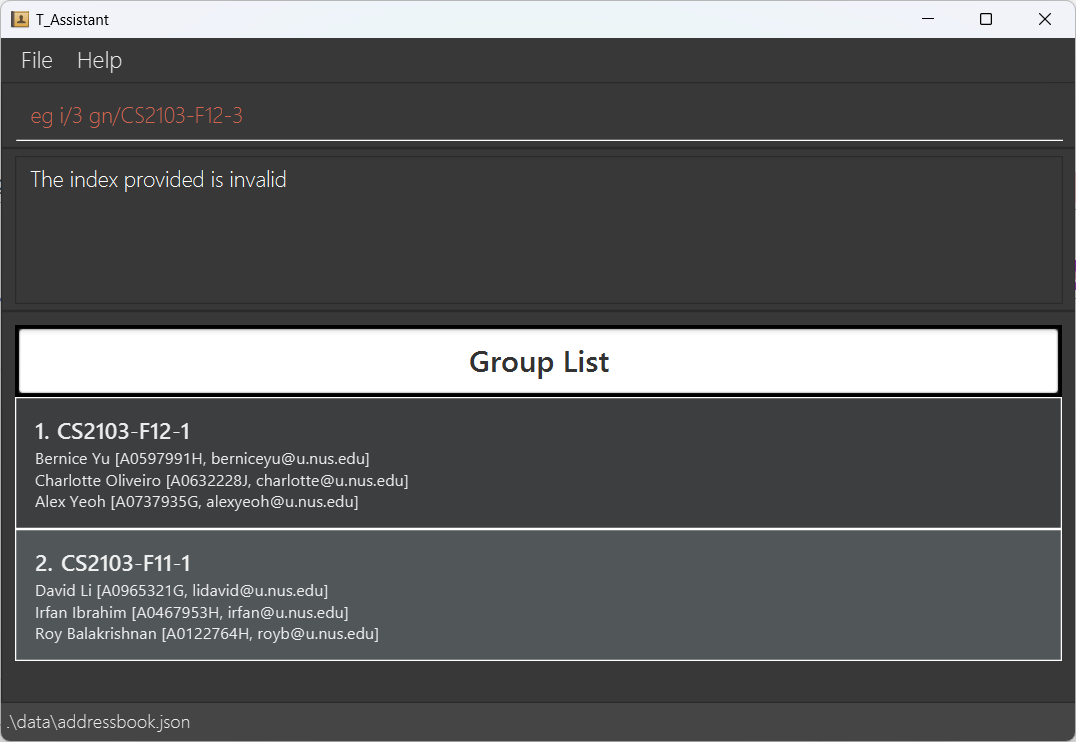 T_Assistant
File Help
eg i/3 gn/CS2103-F12-3
The index provided is invalid
Group List
1. CS2103-F12-1
Bernice Yu [A0597991H, berniceyu@u.nus.edu]
Charlotte Oliveiro [A0632228J, charlotte@u.nus.edu]
Alex Yeoh [A0737935G, alexyeoh@u.nus.edu]
2. CS2103-F11-1
David Li [A0965321G, lidavid@u.nus.edu]
Irfan Ibrahim [A0467953H, irfan@u.nus.edu]
Roy Balakrishnan [A0122764H, royb@u.nus.edu]
.\data\addressbook.json